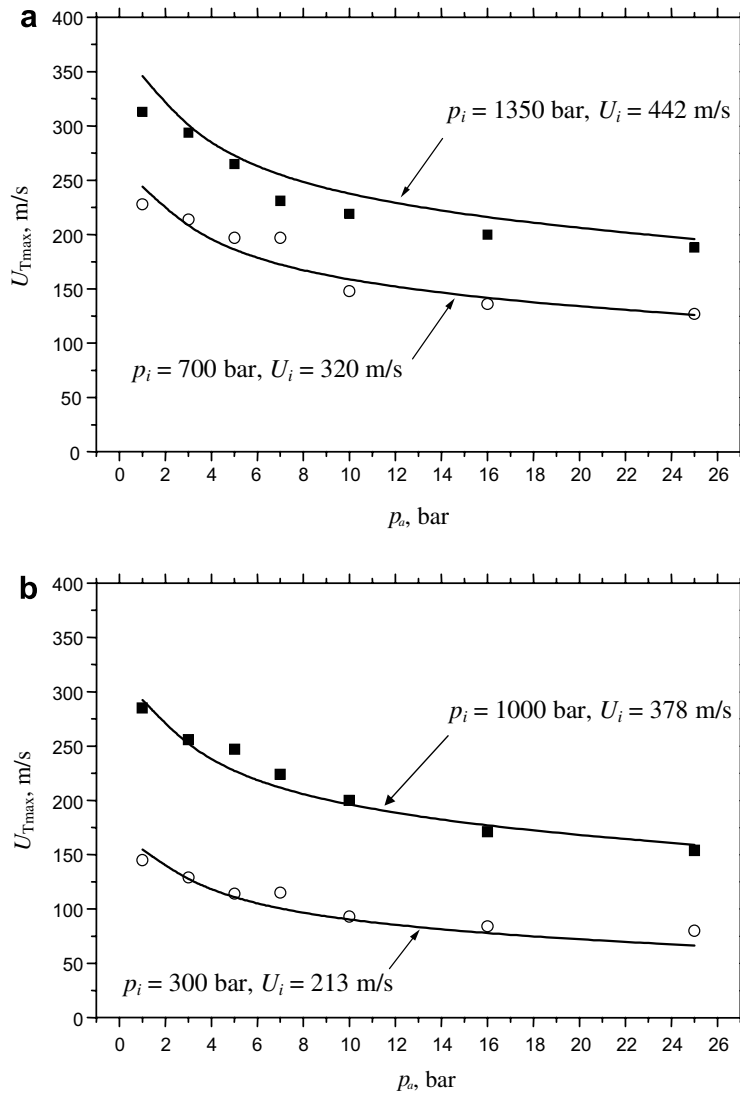 a
400
350
300
250
200
150
100
50
0
U_Tmax, m/s
p_i = 1350 bar, U_i = 442 m/s
p_i = 700 bar, U_i = 320 m/s
0 2 4 6 8 10 12 14 16 18 20 22 24 26
p_a, bar
b
400
350
300
250
200
150
100
50
0
U_Tmax, m/s
p_i = 1000 bar, U_i = 378 m/s
p_i = 300 bar, U_i = 213 m/s
0 2 4 6 8 10 12 14 16 18 20 22 24 26
p_a, bar